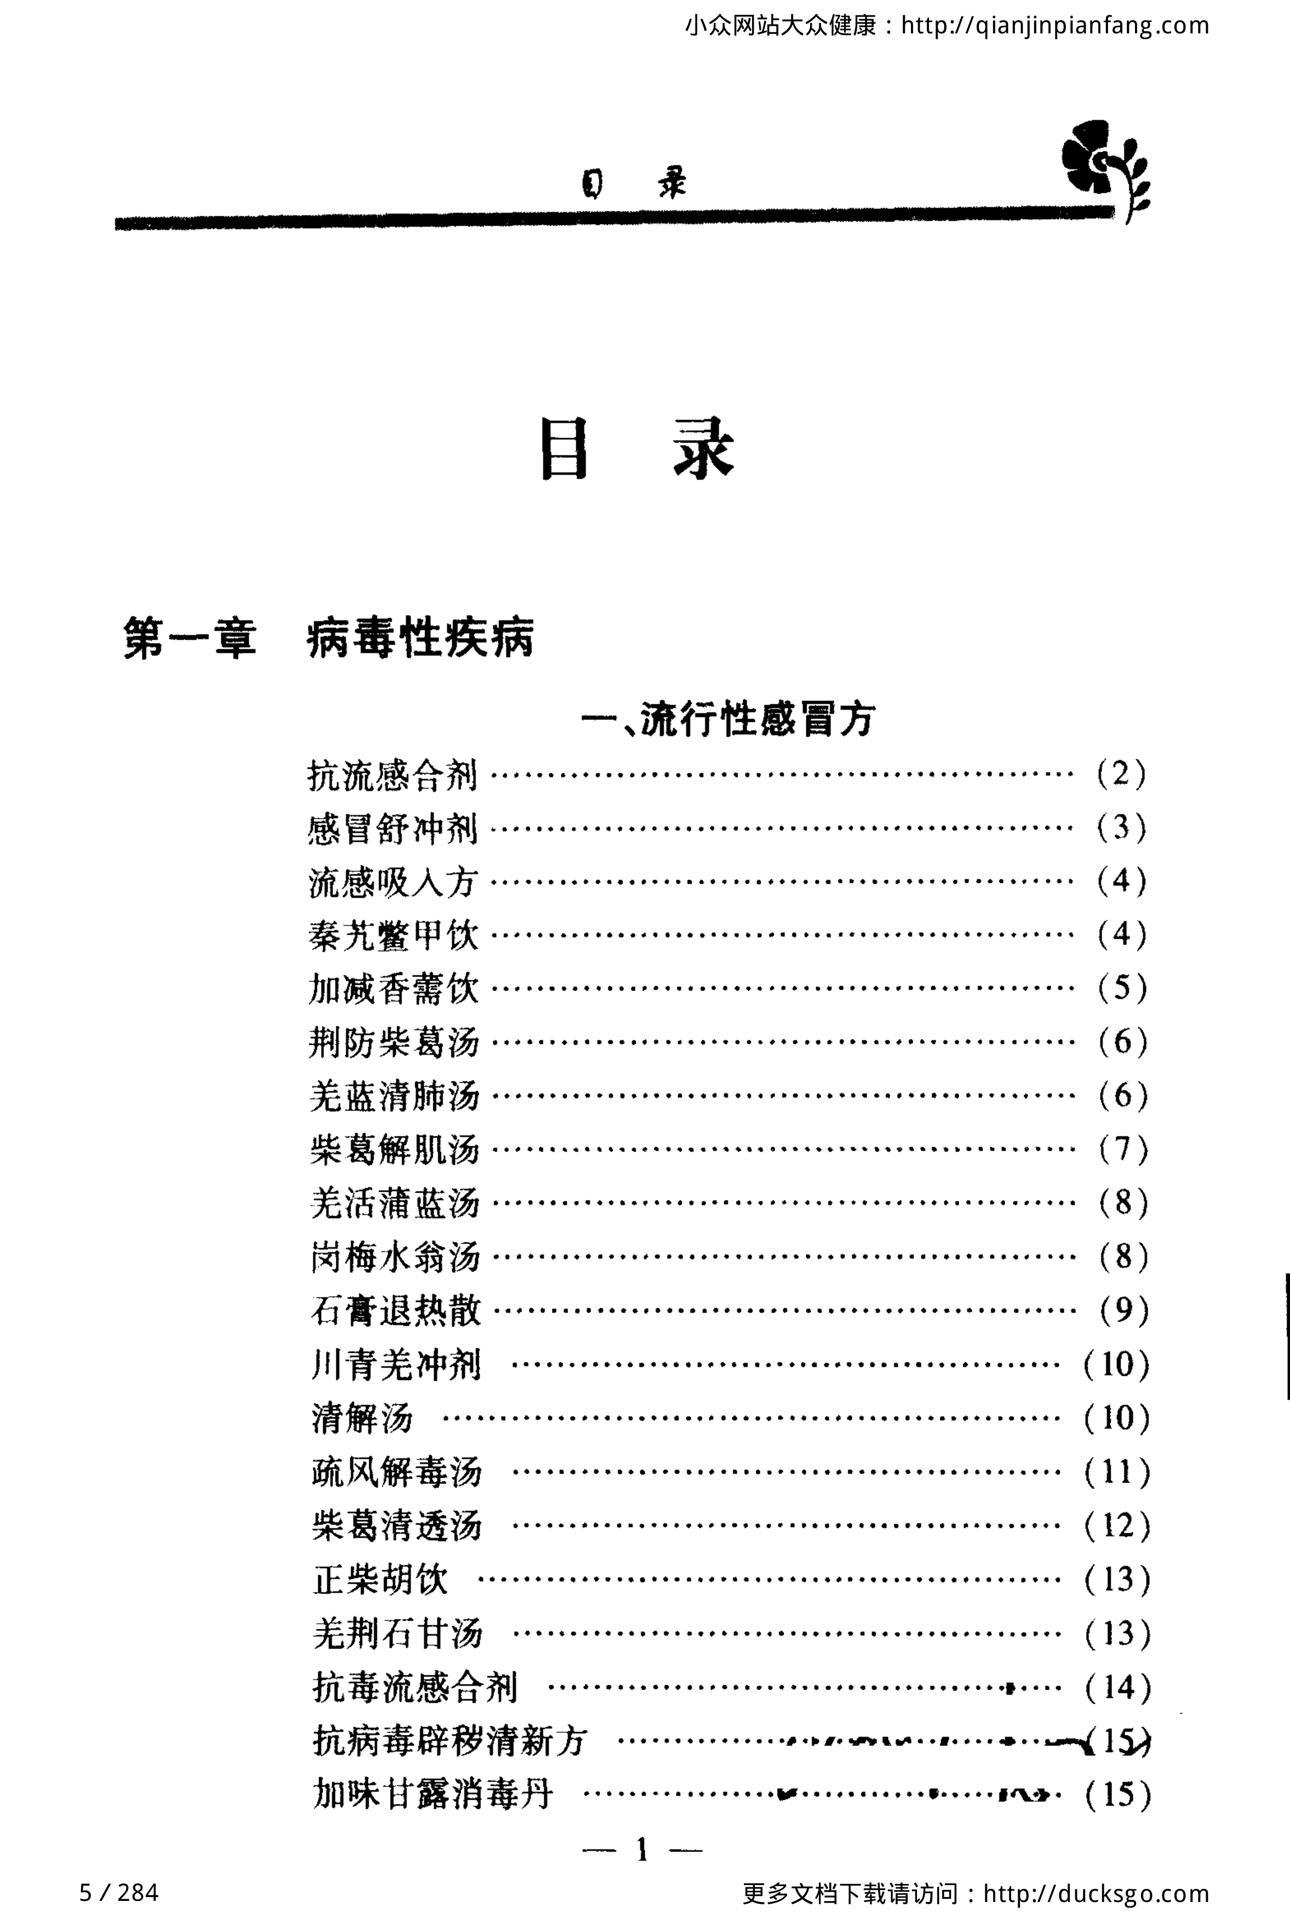 小众网站大众健康：http://qianjinpianfang.com
目 录
目 录
第一章 病毒性疾病
一、流行性感冒方
抗流感合剂……………………………………………(2)
感冒舒冲剂……………………………………………(3)
流感吸入方……………………………………………(4)
秦艽鳖甲饮……………………………………………(4)
加减香薷饮……………………………………………(5)
荆防柴葛汤……………………………………………(6)
羌蓝清肺汤……………………………………………(6)
柴葛解肌汤……………………………………………(7)
羌活蒲蓝汤……………………………………………(8)
岗梅水翁汤……………………………………………(8)
石膏退热散……………………………………………(9)
川青羌冲剂……………………………………………(10)
清解汤……………………………………………(10)
疏风解毒汤……………………………………………(11)
柴葛清透汤……………………………………………(12)
正柴胡饮……………………………………………(13)
羌荆石甘汤……………………………………………(13)
抗毒流感合剂……………………………………………(14)
抗病毒辟秽清新方……………………………………(15)
加味甘露消毒丹………………………………………(15)
— 1 —
5 / 284
更多文档下载请访问：http://ducksgo.com